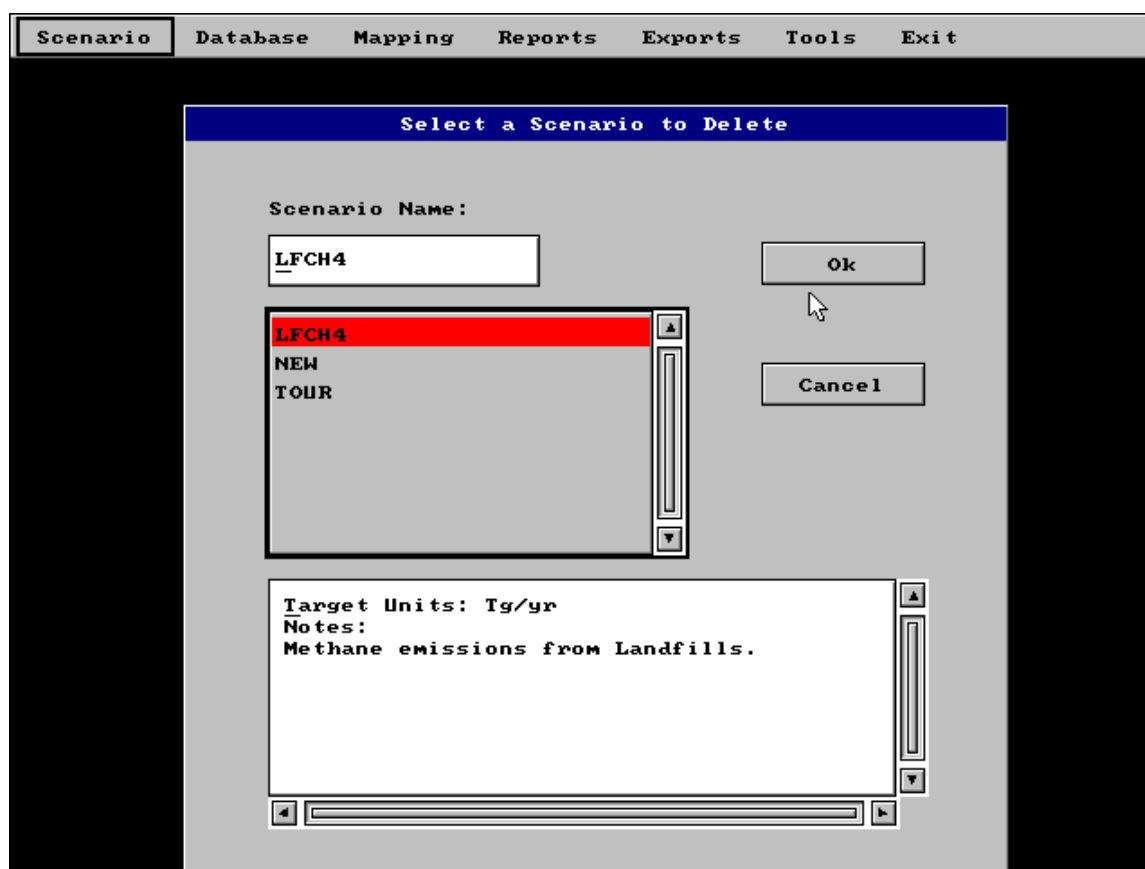 Scenario Database Mapping Reports Exports Tools Exit
Select a Scenario to Delete
Scenario Name:
LFCH4
Ok
LFCH4
NEW
TOUR
Cancel
Target Units: Tg/yr
Notes:
Methane emissions from Landfills.